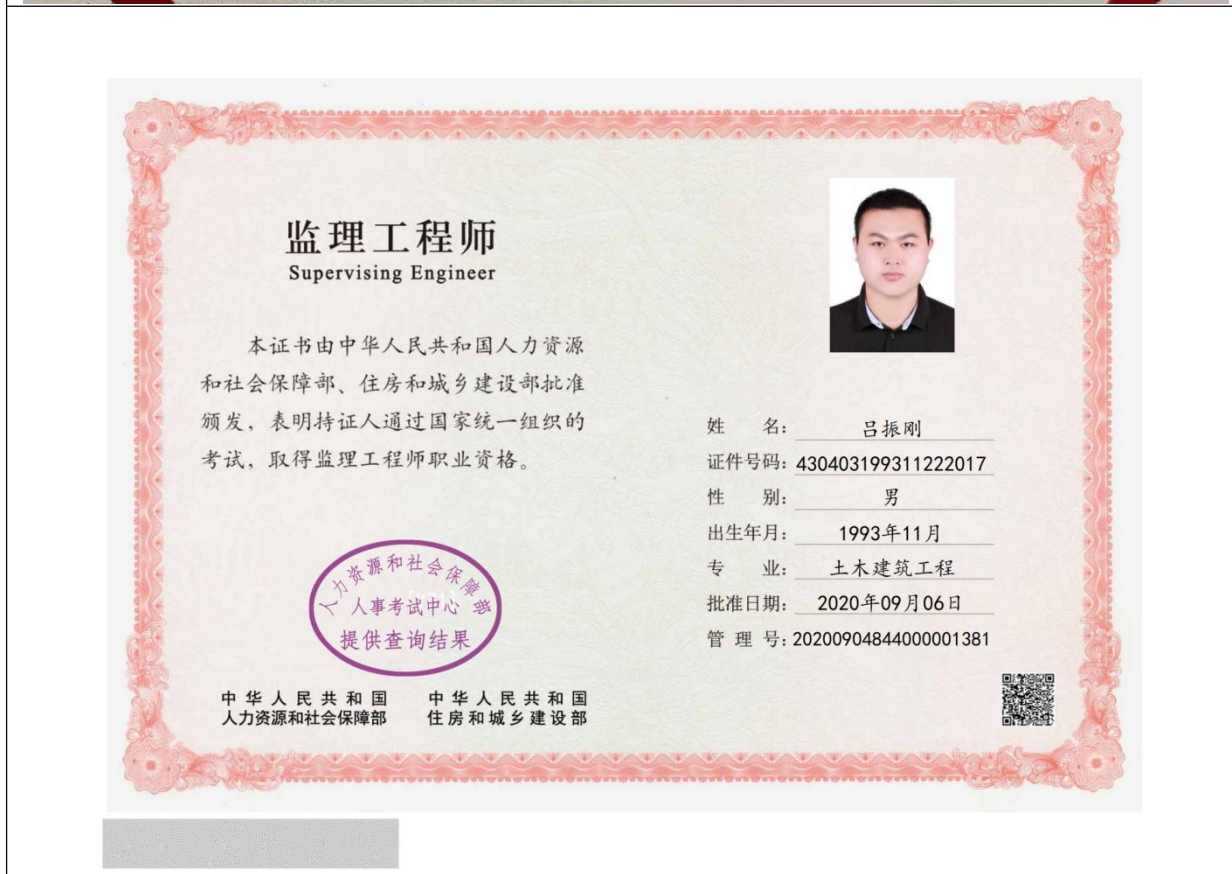 监理工程师
Supervising Engineer
本证书由中华人民共和国人力资源
和社会保障部、住房和城乡建设部批准
颁发，表明持证人通过国家统一组织的
考试，取得监理工程师职业资格。
人力资源和社会保障部
人事考试中心
提供查询结果
中华人民共和国 中华人民共和国
人力资源和社会保障部 住房和城乡建设部
姓 名： 吕振刚
证件号码： 430403199311222017
性 别： 男
出生年月： 1993年11月
专 业： 土木建筑工程
批准日期： 2020年09月06日
管 理 号： 20200904844000001381